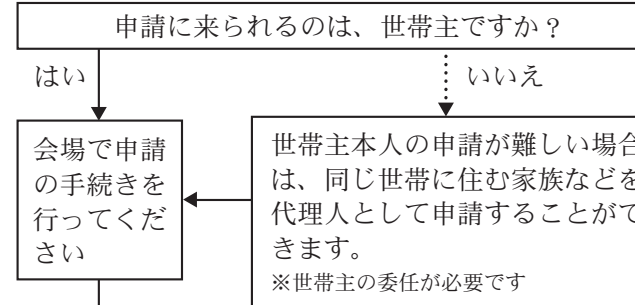 申請に来られるのは、世帯主ですか？
はい
いいえ
会場で申請
の手続きを
行ってくだ
さい
世帯主本人の申請が難しい場合
は、同じ世帯に住む家族などを
代理人として申請することがで
きます。
※世帯主の委任が必要です